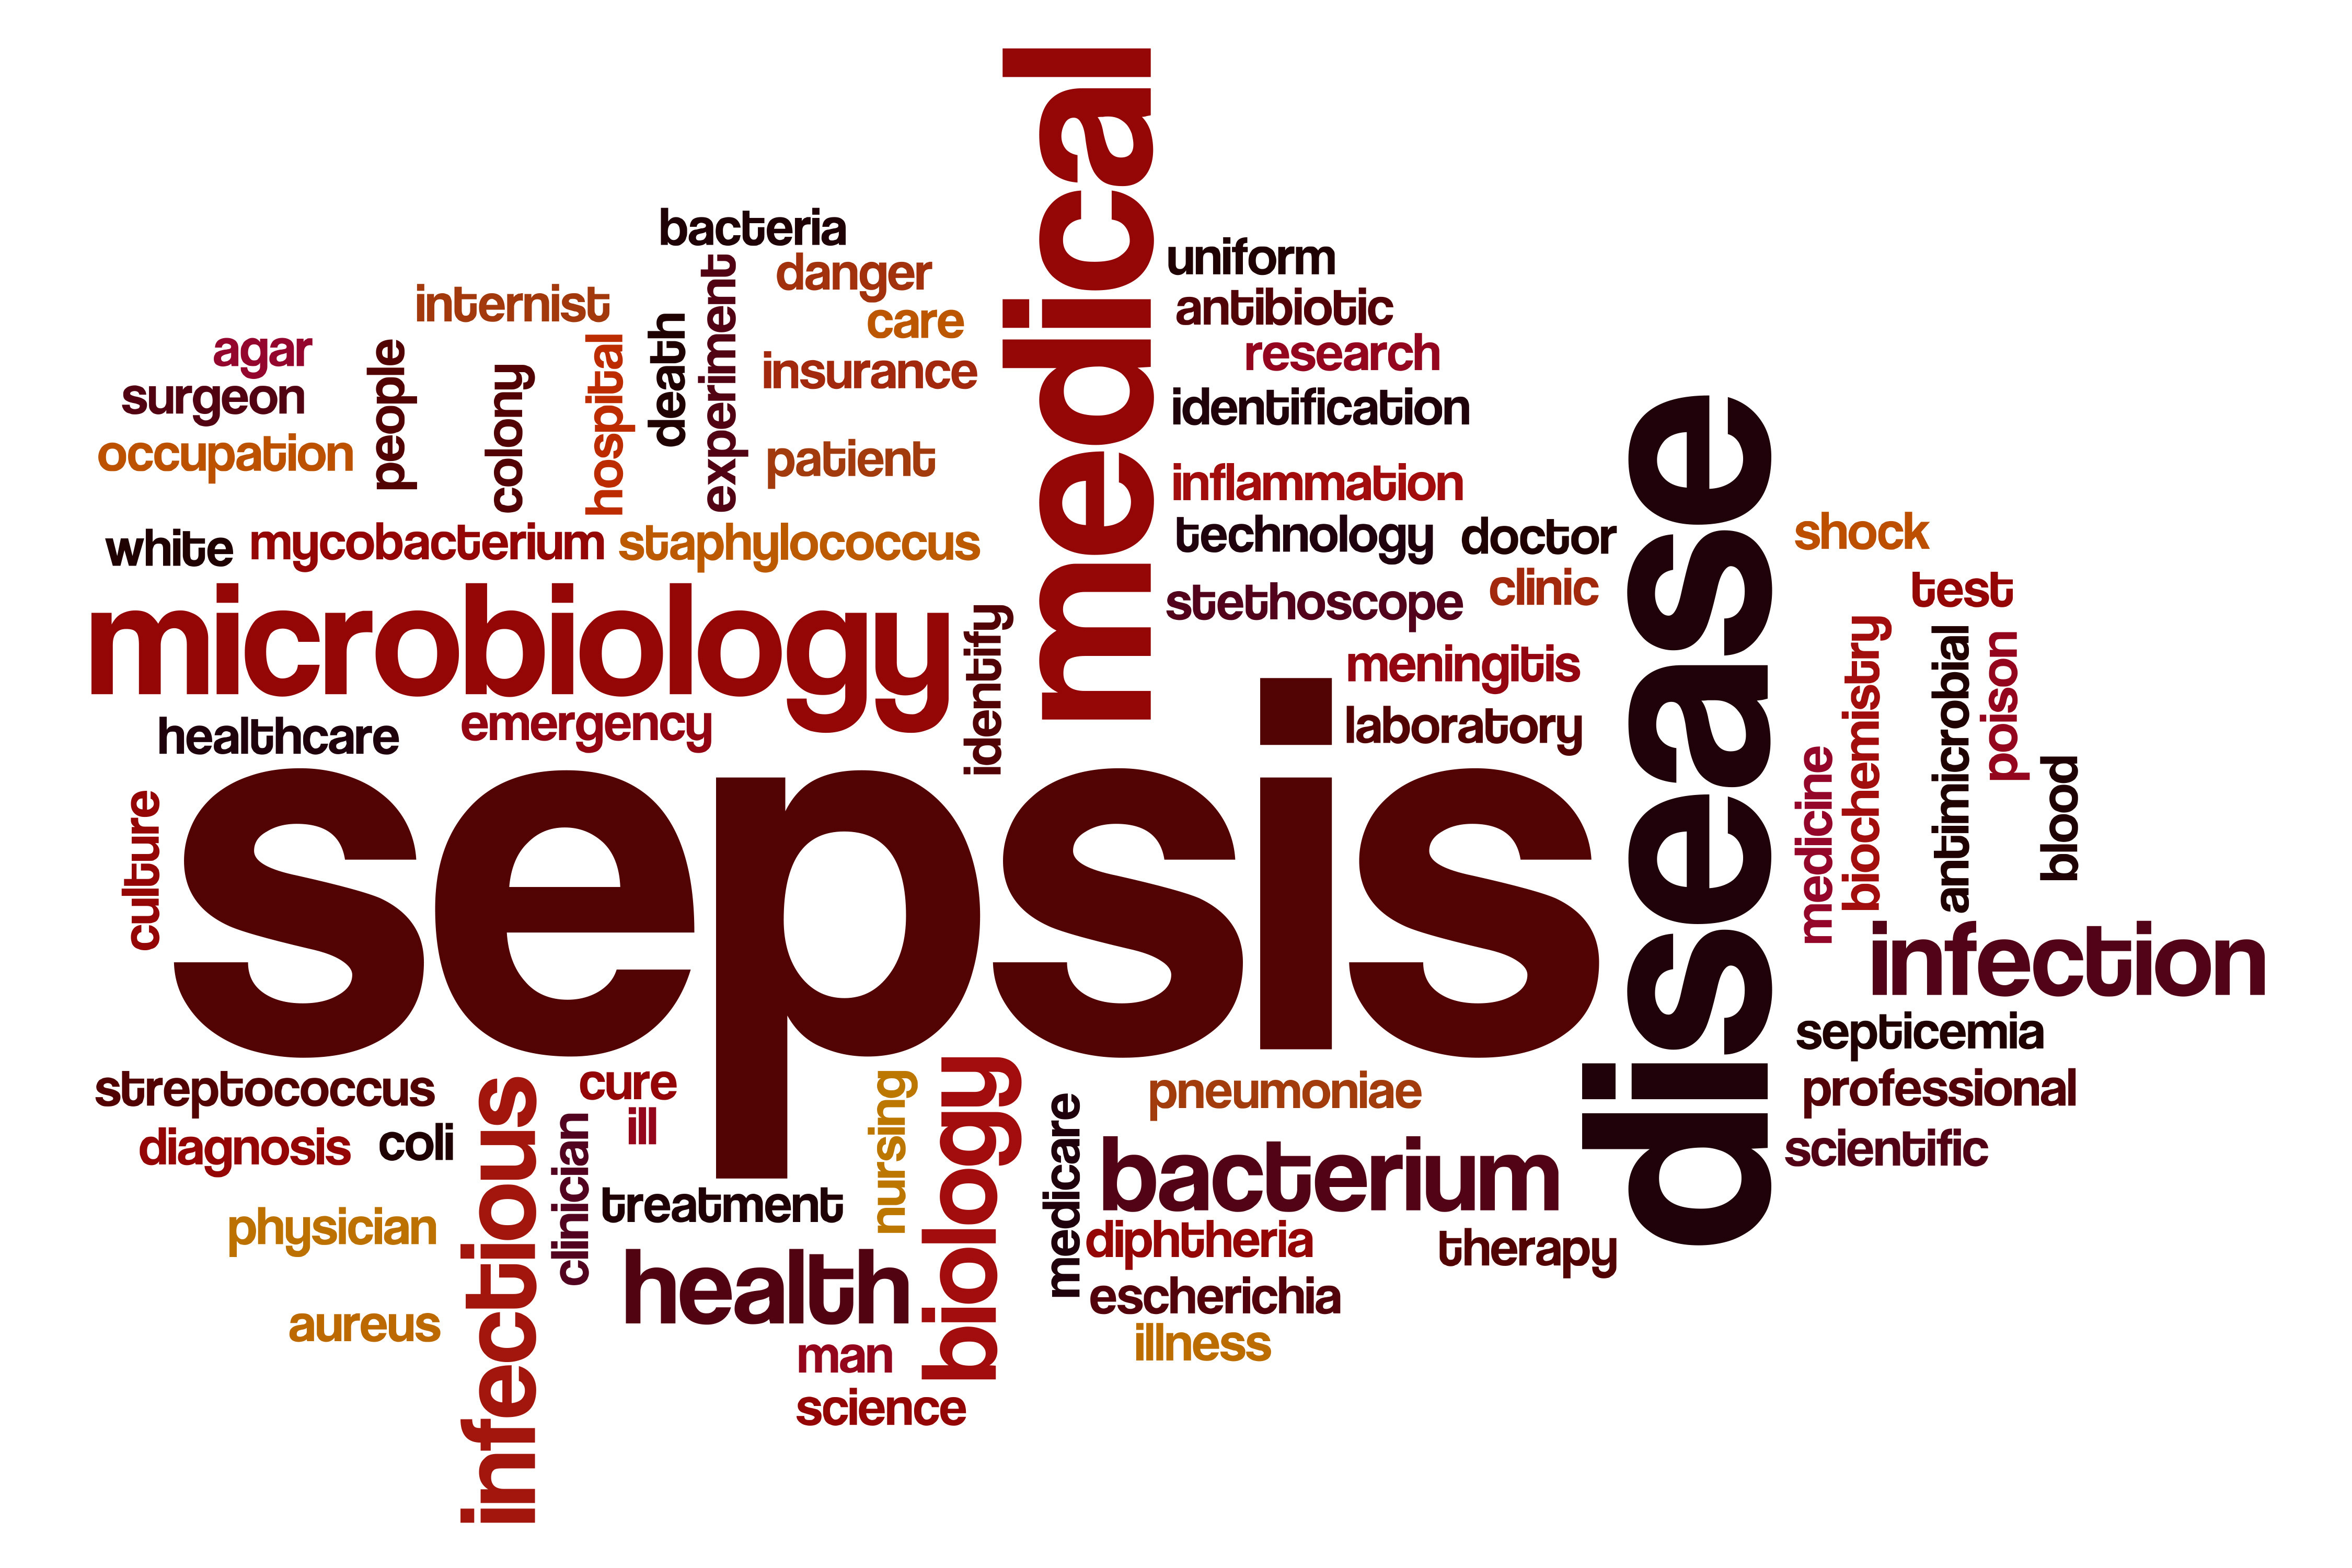 medical
bacteria
uniform
danger
internist
antibiotic
care
experiment
death
hospital
agar
people
research
colony
insurance
surgeon
identification
occupation
patient
disease
inflammation
white
mycobacterium
staphylococcus
technology
doctor
shock
microbiology
identify
stethoscope
clinic
test
meningitis
biochemistry
antimicrobial
poison
healthcare
emergency
laboratory
medicine
blood
culture
sepsis
infection
septicemia
streptococcus
cure
nursing
biology
pneumoniae
professional
diagnosis
coli
infectious
clinician
ill
medicare
bacterium
scientific
physician
treatment
diphtheria
therapy
health
escherichia
aureus
man
illness
science